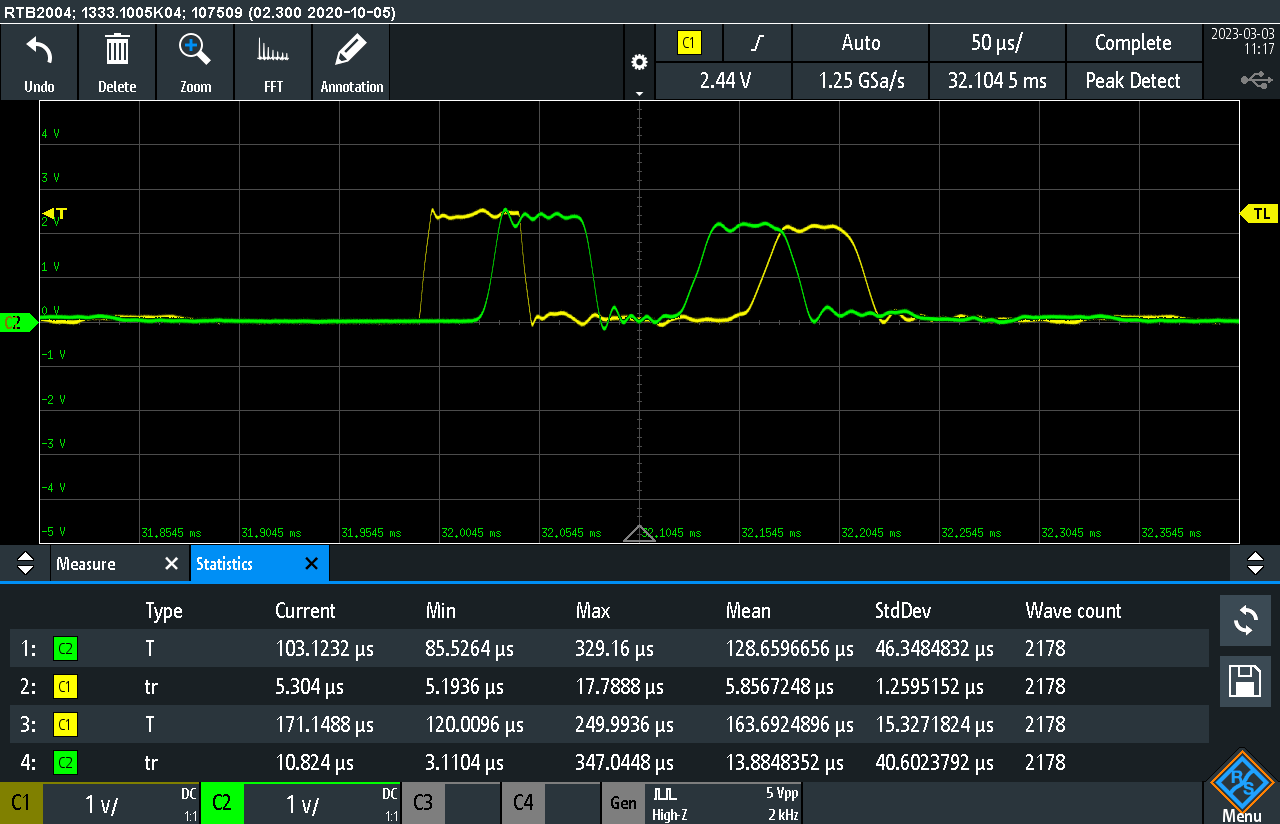 RTB2004; 1333.1005K04; 107509 (02.300 2020-10-05)
Undo Delete Zoom FFT Annotation
C1 Auto 50 µs/ Complete
2.44 V 1.25 GSa/s 32.104 5 ms Peak Detect
2023-03-03
11:17
4 V
3 V
T
2 V
TL
1 V
0 V
C2
-1 V
-2 V
-3 V
-4 V
-5 V
31.8545 ms 31.9045 ms 31.9545 ms 32.0045 ms 32.0545 ms 32.1045 ms 32.1545 ms 32.2045 ms 32.2545 ms 32.3045 ms 32.3545 ms
Measure Statistics
Type Current Min Max Mean StdDev Wave count
1: C2 T 103.1232 µs 85.5264 µs 329.16 µs 128.6596656 µs 46.3484832 µs 2178
2: C1 tr 5.304 µs 5.1936 µs 17.7888 µs 5.8567248 µs 1.2595152 µs 2178
3: C1 T 171.1488 µs 120.0096 µs 249.9936 µs 163.6924896 µs 15.3271824 µs 2178
4: C2 tr 10.824 µs 3.1104 µs 347.0448 µs 13.8848352 µs 40.6023792 µs 2178
C1 1 V/ DC 1:1 C2 1 V/ DC 1:1 C3 C4 Gen High-Z 5 Vpp 2 kHz
R&S
Menu